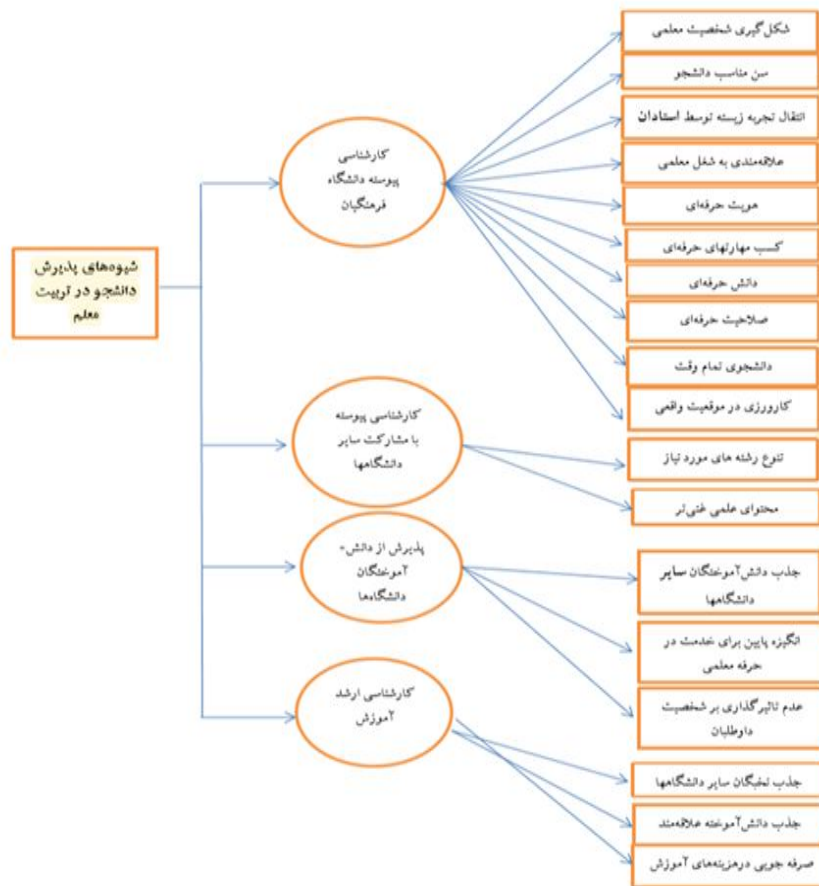 شیوه‌های پذیرش
دانشجو در تربیت
معلم
کارشناسی
پیوسته دانشگاه
فرهنگیان
شکل‌گیری شخصیت معلمی
سن مناسب دانشجو
انتقال تجربه زیسته توسط استادان
علاقه‌مندی به شغل معلمی
هویت حرفه‌ای
کسب مهارتهای حرفه‌ای
دانش حرفه‌ای
صلاحیت حرفه‌ای
دانشجوی تمام وقت
کارورزی در موقعیت واقعی
کارشناسی پیوسته
با مشارکت سایر
دانشگاهها
تنوع رشته های مورد نیاز
محتوای علمی غنی‌تر
پذیرش از دانش-
آموختگان
دانشگاه‌ها
جذب دانش‌آموختگان سایر
دانشگاهها
انگیزه پایین برای خدمت در
حرفه معلمی
عدم تاثیرگذاری بر شخصیت
داوطلبان
کارشناسی ارشد
آموزش
جذب نخبگان سایر دانشگاهها
جذب دانش‌آموخته علاقه‌مند
صرفه جویی درهزینه‌های آموزش